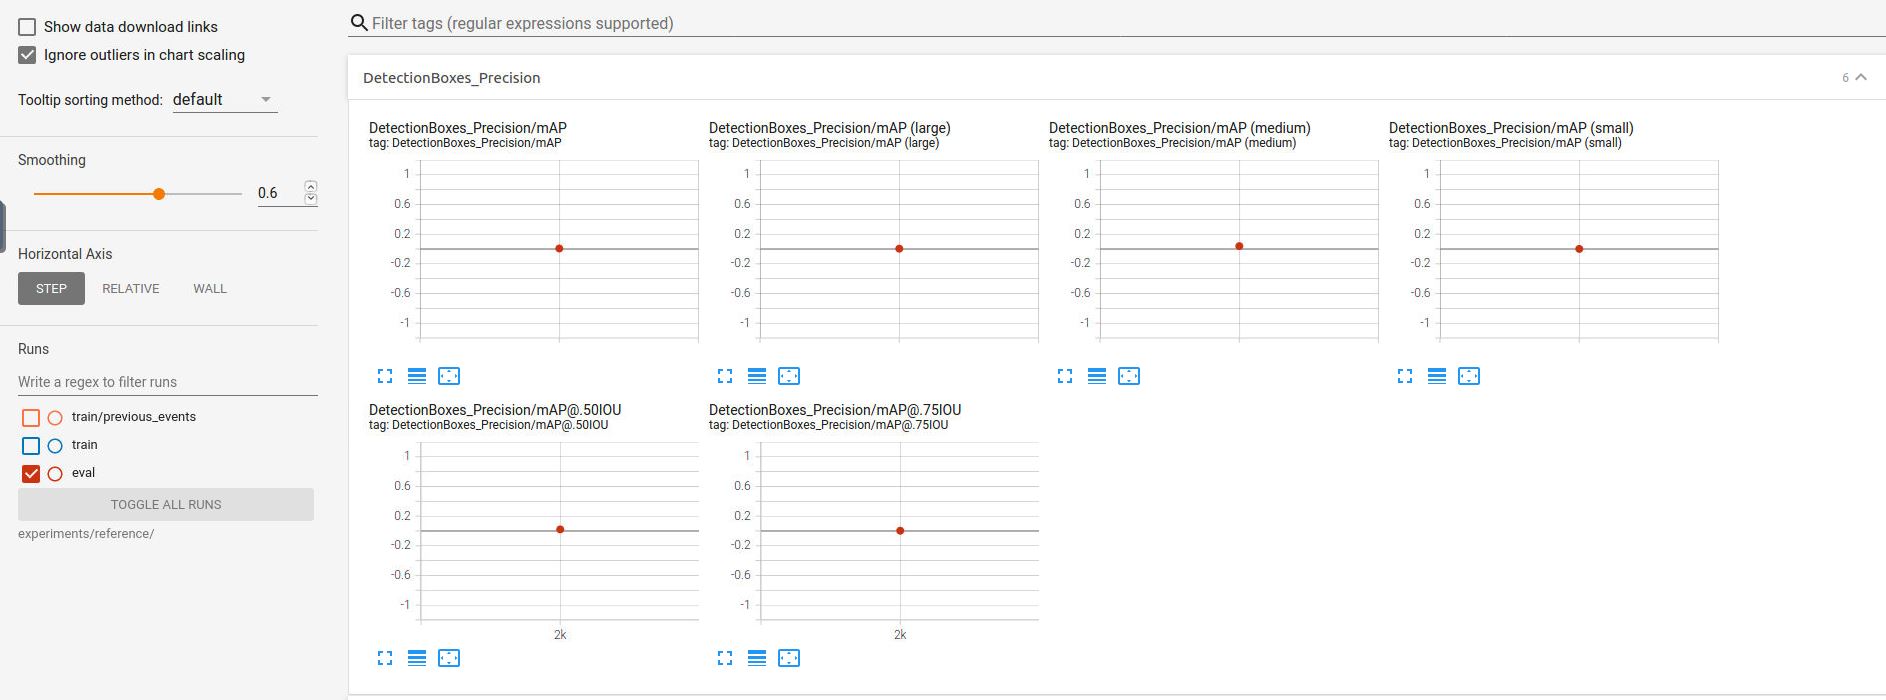 Show data download links
Ignore outliers in chart scaling
Tooltip sorting method: default
Smoothing
0.6
Horizontal Axis
STEP RELATIVE WALL
Runs
Write a regex to filter runs
train/previous_events
train
eval
TOGGLE ALL RUNS
experiments/reference/
Filter tags (regular expressions supported)
DetectionBoxes_Precision 6
DetectionBoxes_Precision/mAP
tag: DetectionBoxes_Precision/mAP
1
0.6
0.2
-0.2
-0.6
-1
DetectionBoxes_Precision/mAP (large)
tag: DetectionBoxes_Precision/mAP (large)
1
0.6
0.2
-0.2
-0.6
-1
DetectionBoxes_Precision/mAP (medium)
tag: DetectionBoxes_Precision/mAP (medium)
1
0.6
0.2
-0.2
-0.6
-1
DetectionBoxes_Precision/mAP (small)
tag: DetectionBoxes_Precision/mAP (small)
1
0.6
0.2
-0.2
-0.6
-1
DetectionBoxes_Precision/mAP@.50IOU
tag: DetectionBoxes_Precision/mAP@.50IOU
1
0.6
0.2
-0.2
-0.6
-1
2k
DetectionBoxes_Precision/mAP@.75IOU
tag: DetectionBoxes_Precision/mAP@.75IOU
1
0.6
0.2
-0.2
-0.6
-1
2k